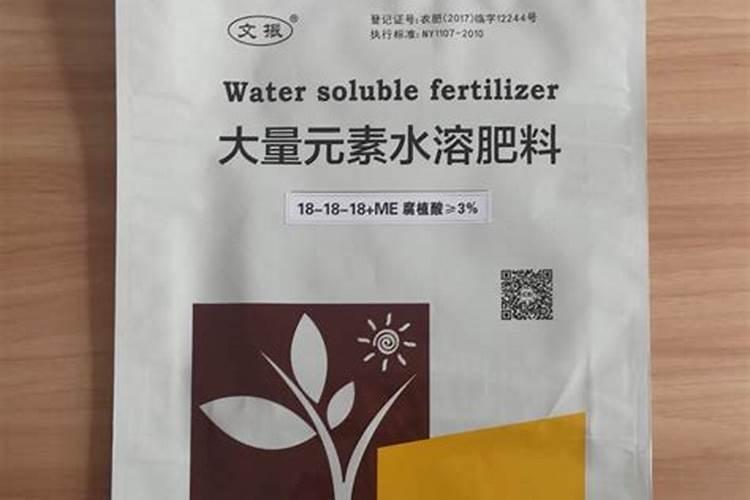 文振®
登记证号:农肥(2017)临字12244号
执行标准:NY1107-2010
Water soluble fertilizer
大量元素水溶肥料
18-18-18+ME 腐植酸≥3%